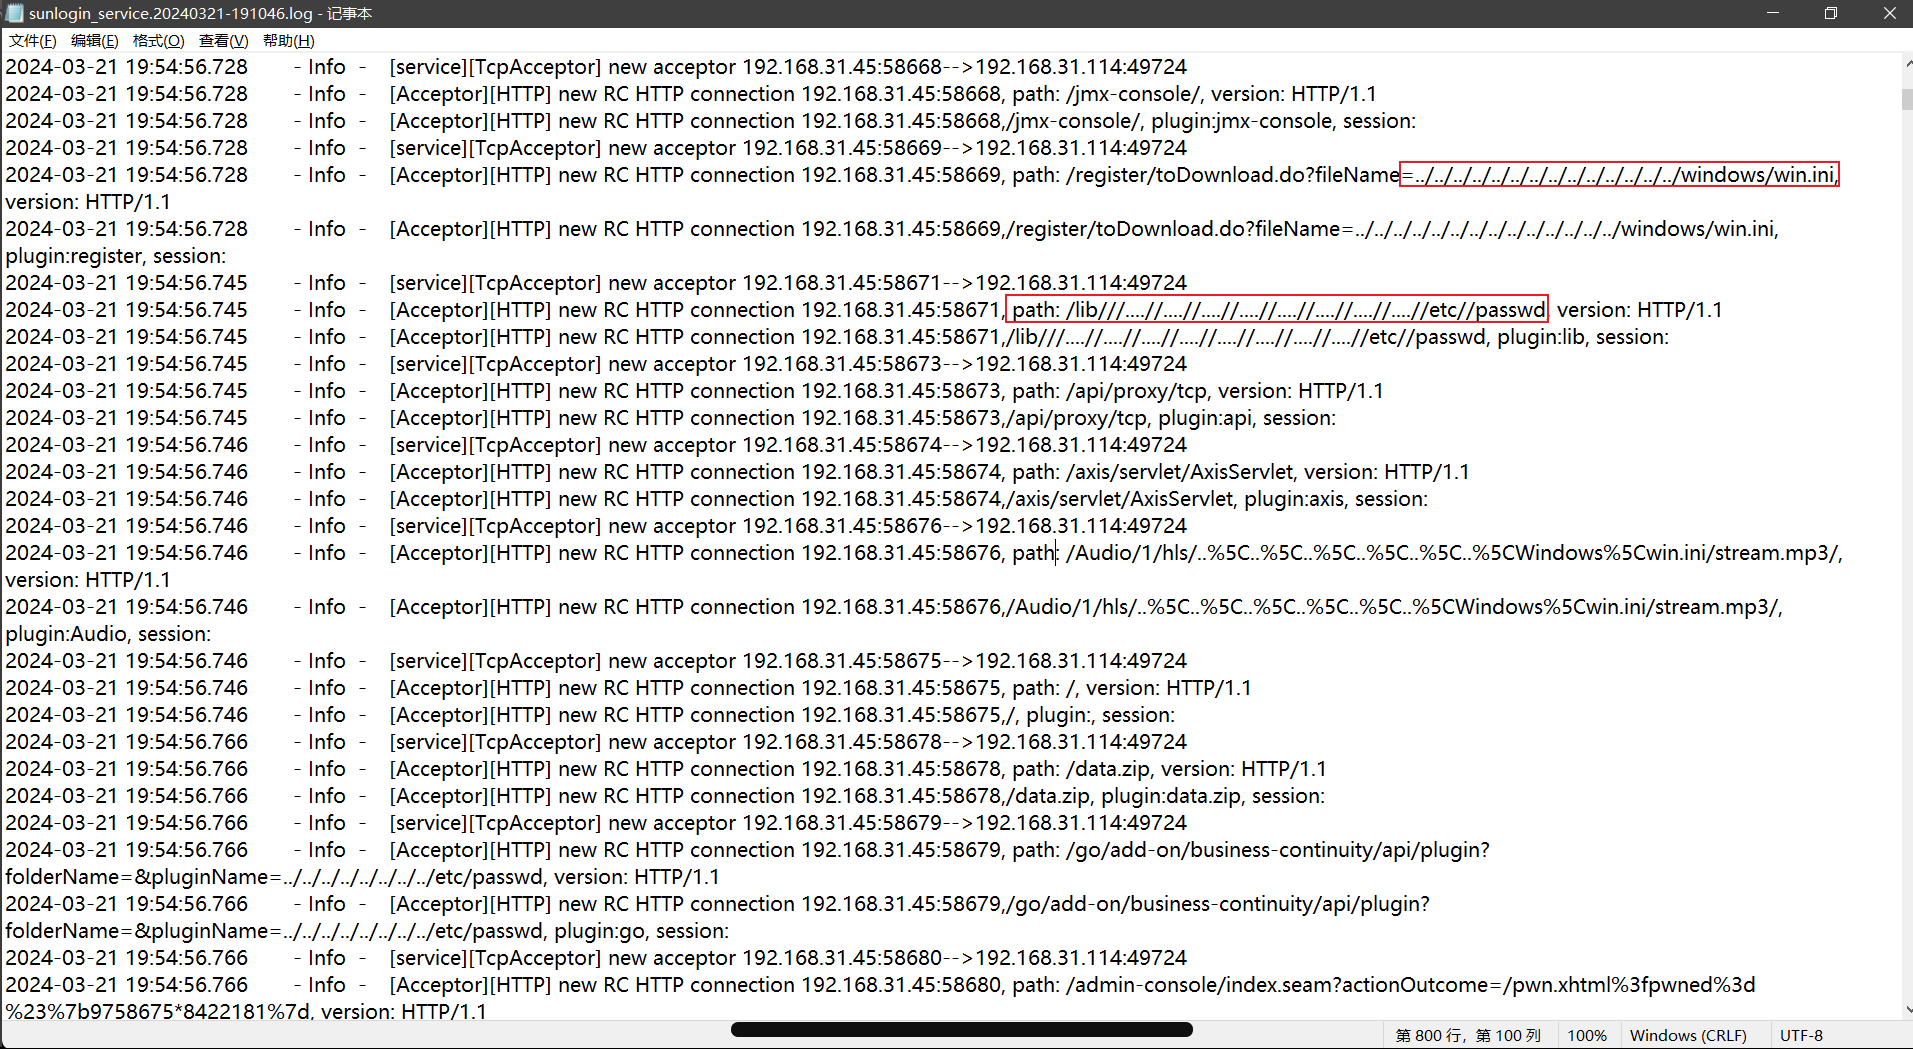 sunlogin_service.20240321-191046.log - 记事本
文件(F) 编辑(E) 格式(O) 查看(V) 帮助(H)
2024-03-21 19:54:56.728 - Info - [service][TcpAcceptor] new acceptor 192.168.31.45:58668-->192.168.31.114:49724
2024-03-21 19:54:56.728 - Info - [Acceptor][HTTP] new RC HTTP connection 192.168.31.45:58668, path: /jmx-console/, version: HTTP/1.1
2024-03-21 19:54:56.728 - Info - [Acceptor][HTTP] new RC HTTP connection 192.168.31.45:58668,/jmx-console/, plugin:jmx-console, session:
2024-03-21 19:54:56.728 - Info - [service][TcpAcceptor] new acceptor 192.168.31.45:58669-->192.168.31.114:49724
2024-03-21 19:54:56.728 - Info - [Acceptor][HTTP] new RC HTTP connection 192.168.31.45:58669, path: /register/toDownload.do?fileName=../../../../../../../../../../../../../../windows/win.ini,
version: HTTP/1.1
2024-03-21 19:54:56.728 - Info - [Acceptor][HTTP] new RC HTTP connection 192.168.31.45:58669,/register/toDownload.do?fileName=../../../../../../../../../../../../../../windows/win.ini,
plugin:register, session:
2024-03-21 19:54:56.745 - Info - [service][TcpAcceptor] new acceptor 192.168.31.45:58671-->192.168.31.114:49724
2024-03-21 19:54:56.745 - Info - [Acceptor][HTTP] new RC HTTP connection 192.168.31.45:58671, path: /lib///....//....//....//....//....//....//....//....//etc//passwd, version: HTTP/1.1
2024-03-21 19:54:56.745 - Info - [Acceptor][HTTP] new RC HTTP connection 192.168.31.45:58671,/lib///....//....//....//....//....//....//....//....//etc//passwd, plugin:lib, session:
2024-03-21 19:54:56.745 - Info - [service][TcpAcceptor] new acceptor 192.168.31.45:58673-->192.168.31.114:49724
2024-03-21 19:54:56.745 - Info - [Acceptor][HTTP] new RC HTTP connection 192.168.31.45:58673, path: /api/proxy/tcp, version: HTTP/1.1
2024-03-21 19:54:56.745 - Info - [Acceptor][HTTP] new RC HTTP connection 192.168.31.45:58673,/api/proxy/tcp, plugin:api, session:
2024-03-21 19:54:56.746 - Info - [service][TcpAcceptor] new acceptor 192.168.31.45:58674-->192.168.31.114:49724
2024-03-21 19:54:56.746 - Info - [Acceptor][HTTP] new RC HTTP connection 192.168.31.45:58674, path: /axis/servlet/AxisServlet, version: HTTP/1.1
2024-03-21 19:54:56.746 - Info - [Acceptor][HTTP] new RC HTTP connection 192.168.31.45:58674,/axis/servlet/AxisServlet, plugin:axis, session:
2024-03-21 19:54:56.746 - Info - [service][TcpAcceptor] new acceptor 192.168.31.45:58676-->192.168.31.114:49724
2024-03-21 19:54:56.746 - Info - [Acceptor][HTTP] new RC HTTP connection 192.168.31.45:58676, path: /Audio/1/hls/..%5C..%5C..%5C..%5C..%5C..%5CWindows%5Cwin.ini/stream.mp3/,
version: HTTP/1.1
2024-03-21 19:54:56.746 - Info - [Acceptor][HTTP] new RC HTTP connection 192.168.31.45:58676,/Audio/1/hls/..%5C..%5C..%5C..%5C..%5C..%5CWindows%5Cwin.ini/stream.mp3/,
plugin:Audio, session:
2024-03-21 19:54:56.746 - Info - [service][TcpAcceptor] new acceptor 192.168.31.45:58675-->192.168.31.114:49724
2024-03-21 19:54:56.746 - Info - [Acceptor][HTTP] new RC HTTP connection 192.168.31.45:58675, path: /, version: HTTP/1.1
2024-03-21 19:54:56.746 - Info - [Acceptor][HTTP] new RC HTTP connection 192.168.31.45:58675,/, plugin:, session:
2024-03-21 19:54:56.766 - Info - [service][TcpAcceptor] new acceptor 192.168.31.45:58678-->192.168.31.114:49724
2024-03-21 19:54:56.766 - Info - [Acceptor][HTTP] new RC HTTP connection 192.168.31.45:58678, path: /data.zip, version: HTTP/1.1
2024-03-21 19:54:56.766 - Info - [Acceptor][HTTP] new RC HTTP connection 192.168.31.45:58678,/data.zip, plugin:data.zip, session:
2024-03-21 19:54:56.766 - Info - [service][TcpAcceptor] new acceptor 192.168.31.45:58679-->192.168.31.114:49724
2024-03-21 19:54:56.766 - Info - [Acceptor][HTTP] new RC HTTP connection 192.168.31.45:58679, path: /go/add-on/business-continuity/api/plugin?
folderName=&pluginName=../../../../../../../../etc/passwd, version: HTTP/1.1
2024-03-21 19:54:56.766 - Info - [Acceptor][HTTP] new RC HTTP connection 192.168.31.45:58679,/go/add-on/business-continuity/api/plugin?
folderName=&pluginName=../../../../../../../../etc/passwd, plugin:go, session:
2024-03-21 19:54:56.766 - Info - [service][TcpAcceptor] new acceptor 192.168.31.45:58680-->192.168.31.114:49724
2024-03-21 19:54:56.766 - Info - [Acceptor][HTTP] new RC HTTP connection 192.168.31.45:58680, path: /admin-console/index.seam?actionOutcome=/pwn.xhtml%3fpwned%3d
%23%7b9758675*8422181%7d, version: HTTP/1.1
第 800 行，第 100 列 100% Windows (CRLF) UTF-8